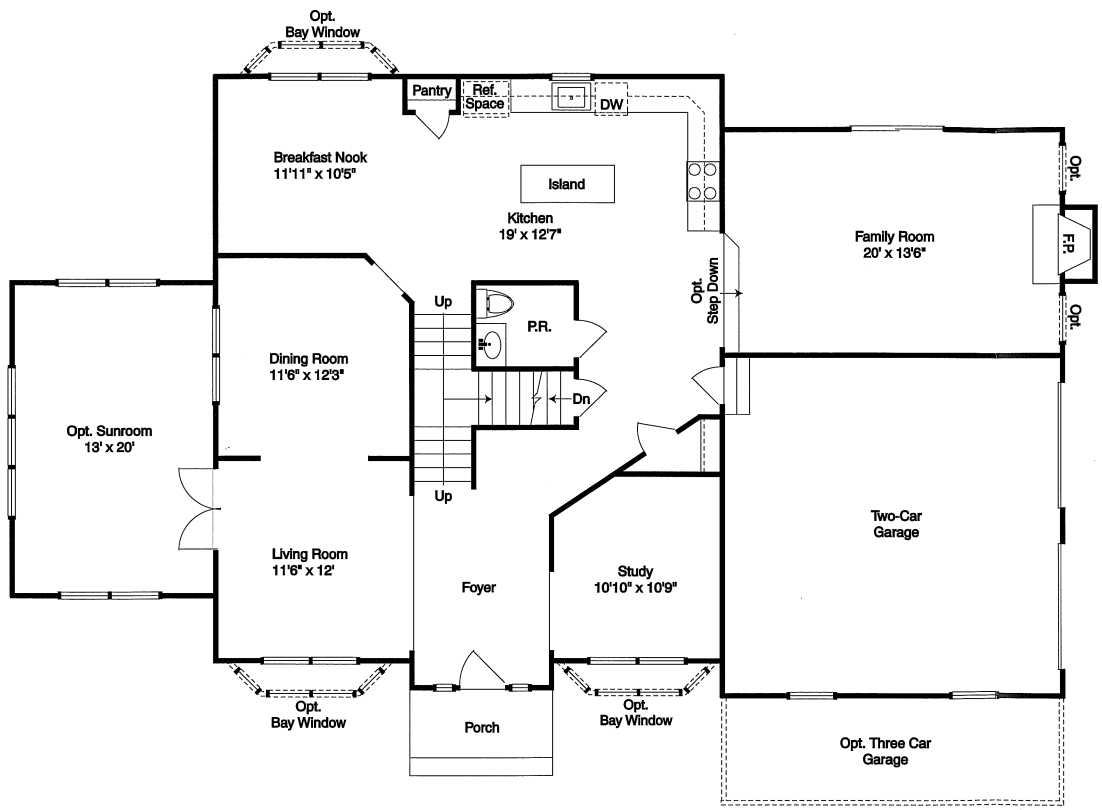 Opt.
Bay Window
Pantry
Ref.
Space
DW
Breakfast Nook
11'11" x 10'5"
Island
Kitchen
19' x 12'7"
Opt.
Family Room
20' x 13'6"
F.P.
Opt.
Opt.
Step Down
Up
P.R.
Dining Room
11'6" x 12'3"
Dn
Opt. Sunroom
13' x 20'
Up
Two-Car
Garage
Living Room
11'6" x 12'
Foyer
Study
10'10" x 10'9"
Opt.
Bay Window
Porch
Opt.
Bay Window
Opt. Three Car
Garage